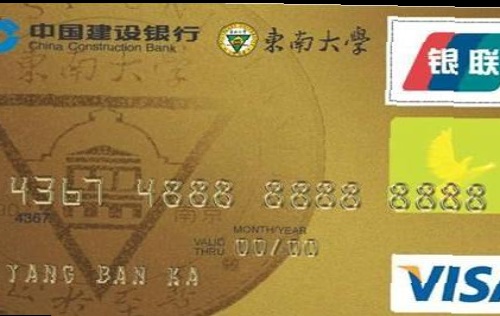 中国建设银行
China Construction Bank
東南大學
银联
東南大學
4367 4888 8888 8888
4367
南京
MONTH/YEAR
VALID THRU 00/00
YANG BAN KA
VISA